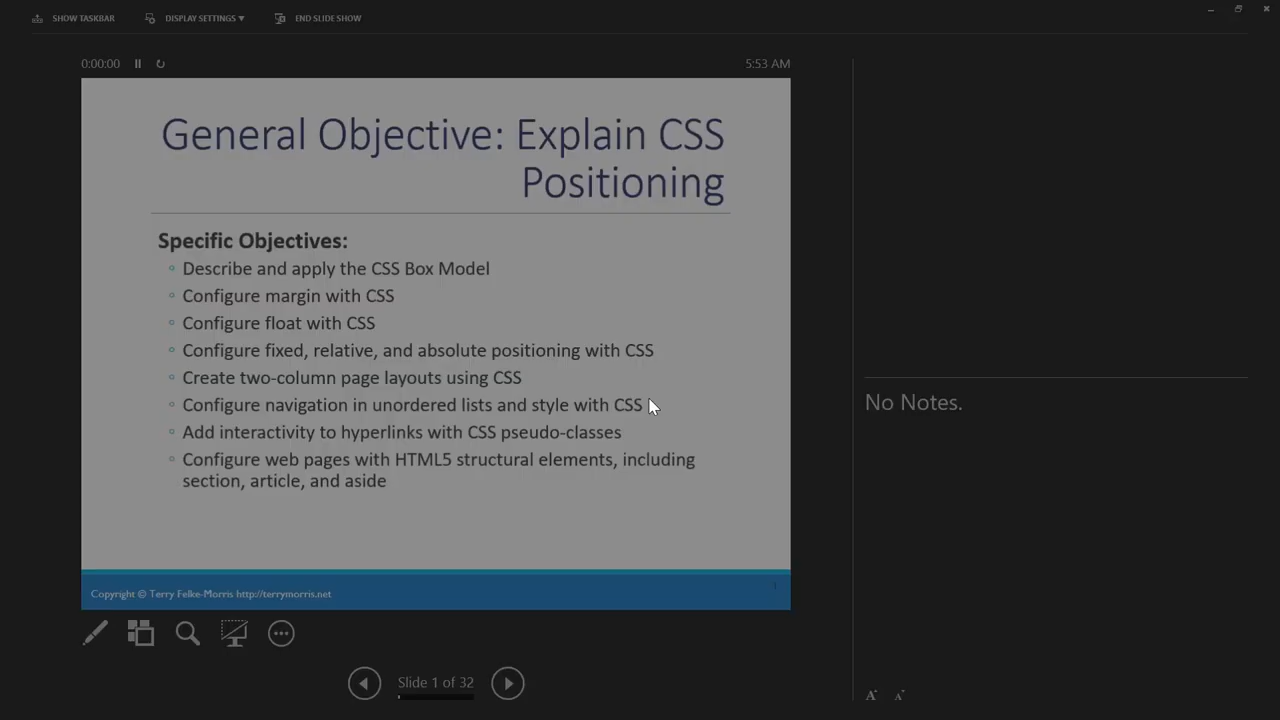 SHOW TASKBAR DISPLAY SETTINGS ▼ END SLIDE SHOW
0:00:00 5:53 AM
General Objective: Explain CSS
Positioning
Specific Objectives:
Describe and apply the CSS Box Model
Configure margin with CSS
Configure float with CSS
Configure fixed, relative, and absolute positioning with CSS
Create two-column page layouts using CSS
Configure navigation in unordered lists and style with CSS
Add interactivity to hyperlinks with CSS pseudo-classes
Configure web pages with HTML5 structural elements, including
section, article, and aside
Copyright © Terry Felke-Morris http://terrymorris.net
1
Slide 1 of 32
No Notes.
A A